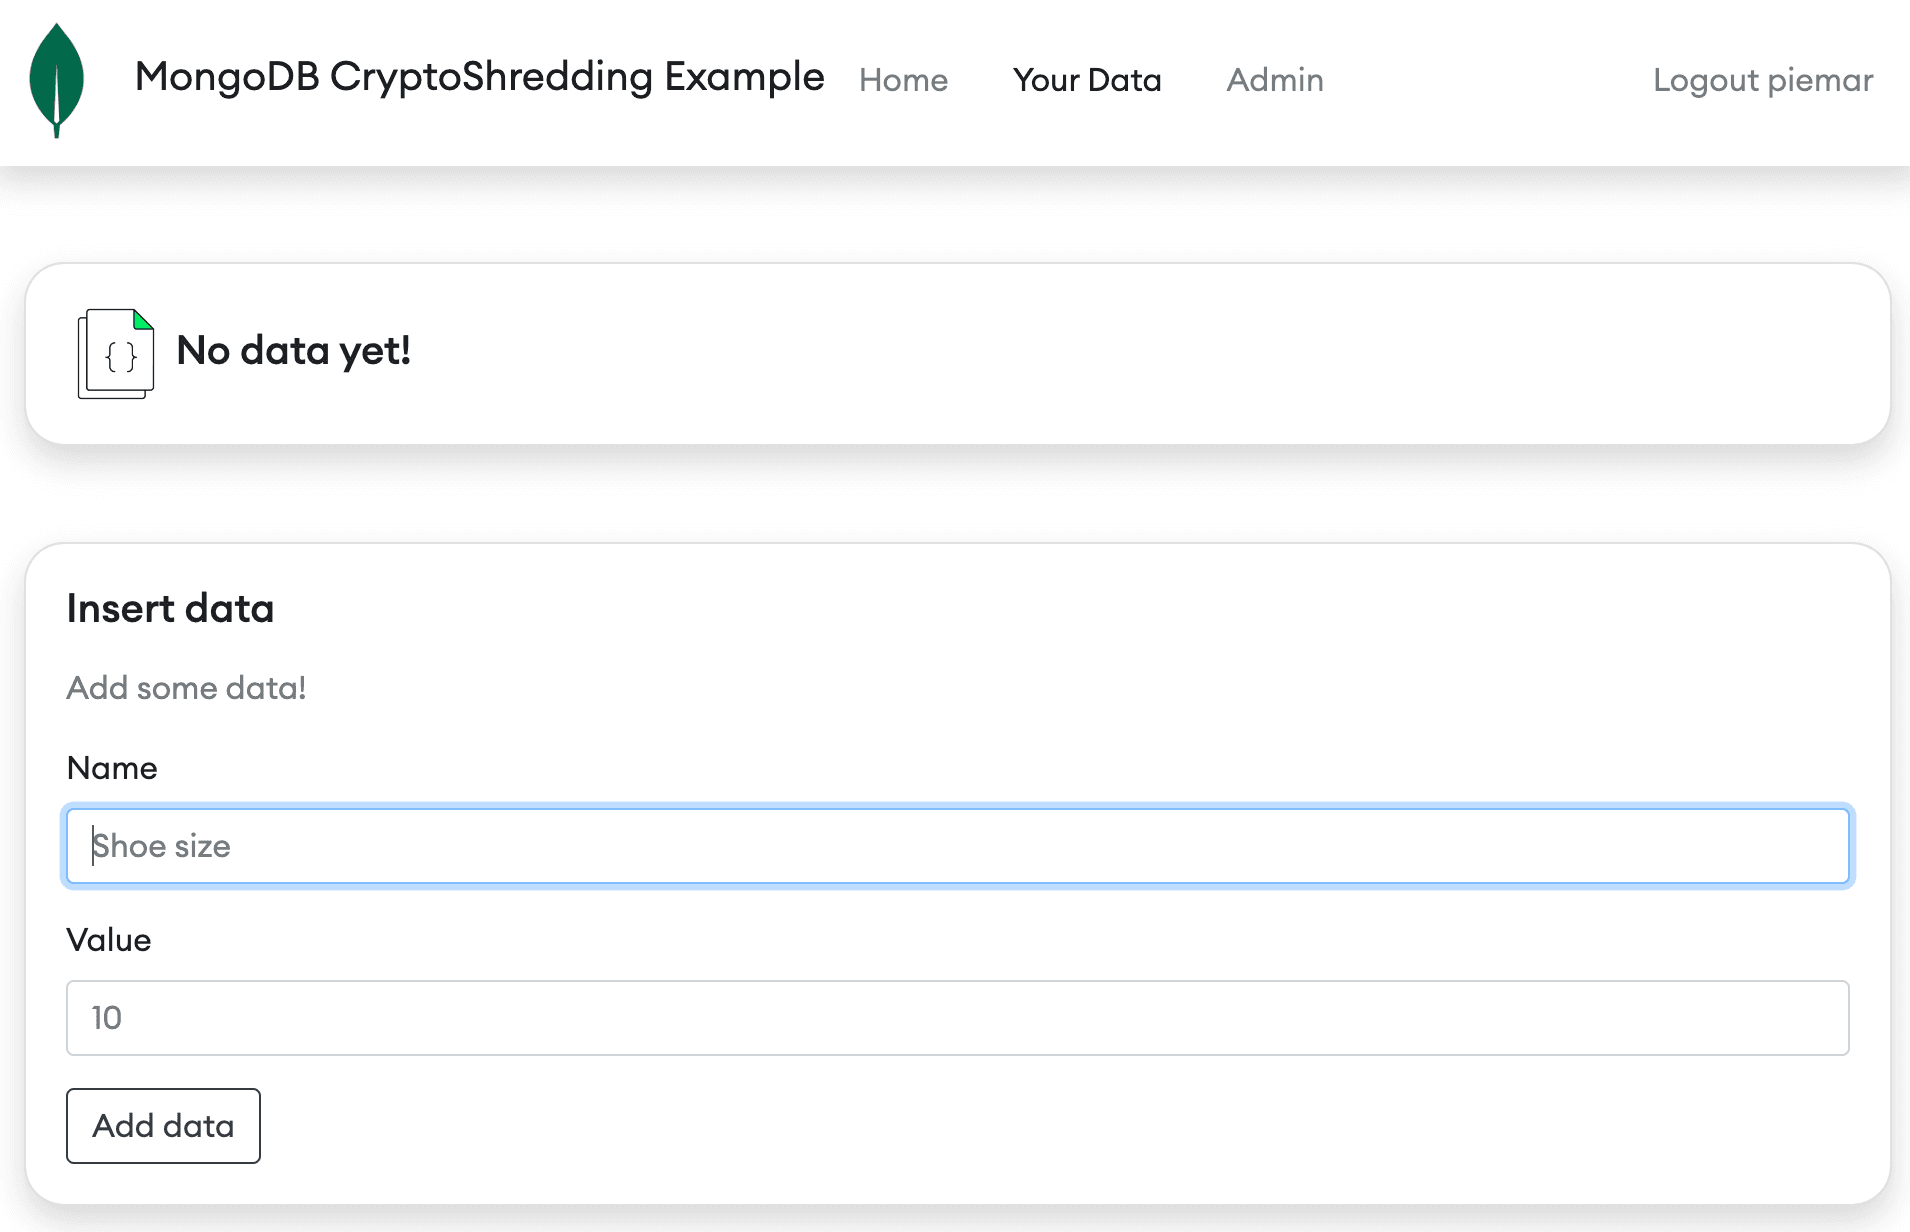 MongoDB CryptoShredding Example Home Your Data Admin Logout piemar
{ } No data yet!
Insert data
Add some data!
Name
Shoe size
Value
10
Add data